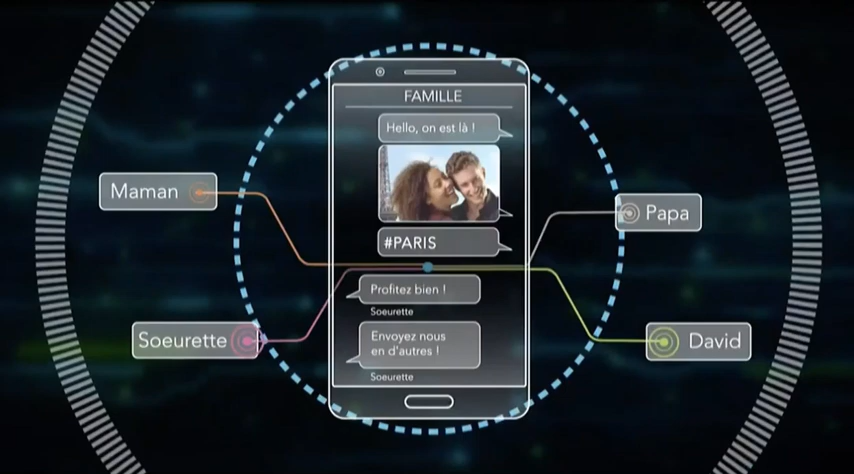 FAMILLE
Hello, on est là !
#PARIS
Profitez bien !
Soeurette
Envoyez nous
en d'autres !
Soeurette
Maman
Soeurette
Papa
David